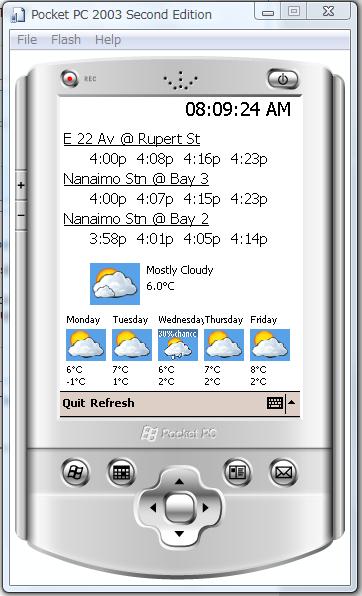 Pocket PC 2003 Second Edition
File Flash Help
REC
08:09:24 AM
E 22 Av @ Rupert St
4:00p 4:08p 4:16p 4:23p
Nanaimo Stn @ Bay 3
4:00p 4:07p 4:15p 4:23p
Nanaimo Stn @ Bay 2
3:58p 4:01p 4:05p 4:14p
Mostly Cloudy
6.0°C
Monday Tuesday Wednesday Thursday Friday
30% chance
6°C 7°C 6°C 7°C 8°C
-1°C 1°C 2°C 2°C 2°C
Quit Refresh
Pocket PC